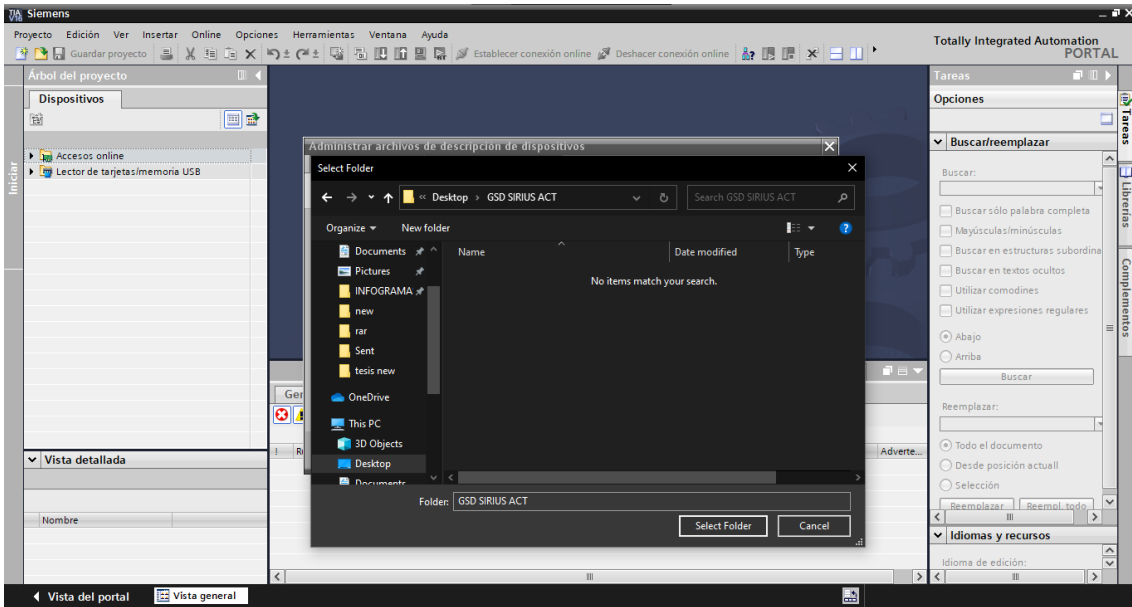 TIA V16 Siemens
Proyecto Edición Ver Insertar Online Opciones Herramientas Ventana Ayuda
Guardar proyecto
Establecer conexión online
Deshacer conexión online
Totally Integrated Automation
PORTAL
Árbol del proyecto
Dispositivos
Accesos online
Lector de tarjetas/memoria USB
Iniciar
Vista detallada
Nombre
Administrar archivos de descripción de dispositivos
Select Folder
« Desktop › GSD SIRIUS ACT
Search GSD SIRIUS ACT
Organize
New folder
Name
Date modified
Type
No items match your search.
Documents
Pictures
INFOGRAMA
new
rar
Sent
tesis new
OneDrive
This PC
3D Objects
Desktop
Documents
Folder: GSD SIRIUS ACT
Select Folder
Cancel
Gen
!
Adverte...
Tareas
Opciones
Buscar/reemplazar
Buscar:
Buscar sólo palabra completa
Mayúsculas/minúsculas
Buscar en estructuras subordina
Buscar en textos ocultos
Utilizar comodines
Utilizar expresiones regulares
Abajo
Arriba
Buscar
Reemplazar:
Todo el documento
Desde posición actuall
Selección
Reemplazar
Reempl. todo
Idiomas y recursos
Idioma de edición:
Tareas
Librerías
Complementos
Vista del portal
Vista general